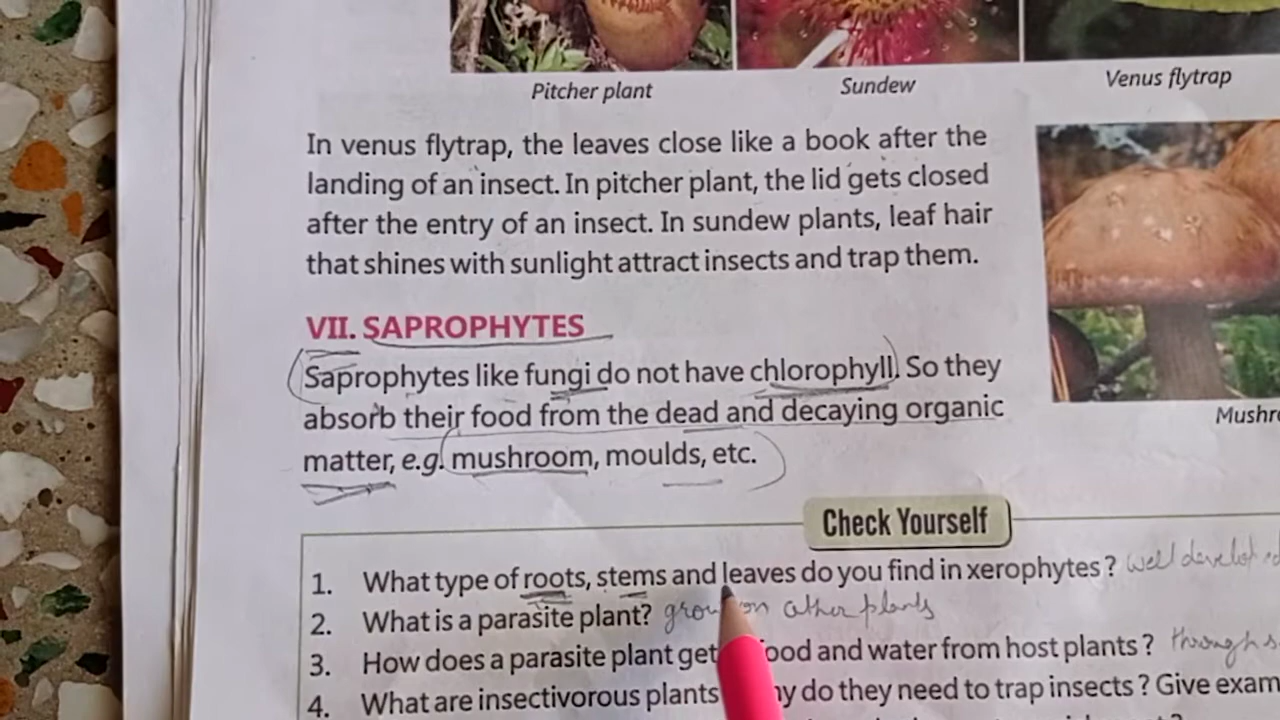 Pitcher plant
Sundew
Venus flytrap
In venus flytrap, the leaves close like a book after the
landing of an insect. In pitcher plant, the lid gets closed
after the entry of an insect. In sundew plants, leaf hair
that shines with sunlight attract insects and trap them.
VII. SAPROPHYTES
Saprophytes like fungi do not have chlorophyll. So they
absorb their food from the dead and decaying organic
matter, e.g. mushroom, moulds, etc.
Check Yourself
1. What type of roots, stems and leaves do you find in xerophytes ? well
2. What is a parasite plant? on other plants
3. How does a parasite plant get food and water from host plants ? through
4. What are insectivorous plants do they need to trap insects ? Give